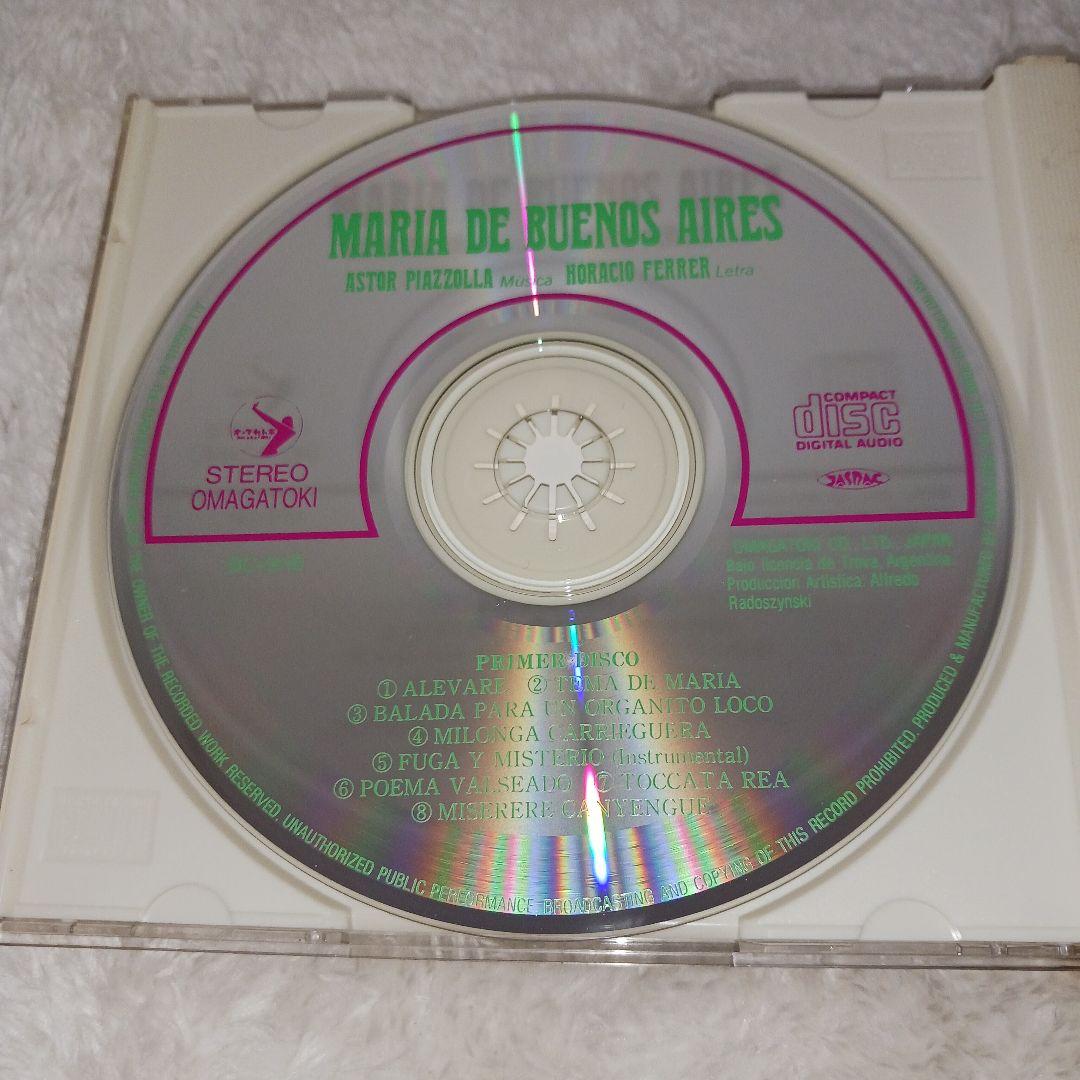 MARIA DE BUENOS AIRES
ASTOR PIAZZOLLA Música HORACIO FERRER Letra
COMPACT
disc
DIGITAL AUDIO
JASRAC
STEREO
OMAGATOKI
OMAGATOKI CO., LTD., JAPAN
Bajo licencia de Trova, Argentina
Produccion Artistica: Alfredo
Radoszynski
PRIMER DISCO
① ALEVARE ② TEMA DE MARIA
③ BALADA PARA UN ORGANITO LOCO
④ MILONGA CARRIEGUERA
⑤ FUGA Y MISTERIO (Instrumental)
⑥ POEMA VALSEADO ⑦ TOCCATA REA
⑧ MISERERE CANYENGUE
THE OWNER OF THE RECORDED WORK RESERVED. UNAUTHORIZED PUBLIC PERFORMANCE BROADCASTING AND COPYING OF THIS RECORD PROHIBITED. PRODUCED & MANUFACTURED BY